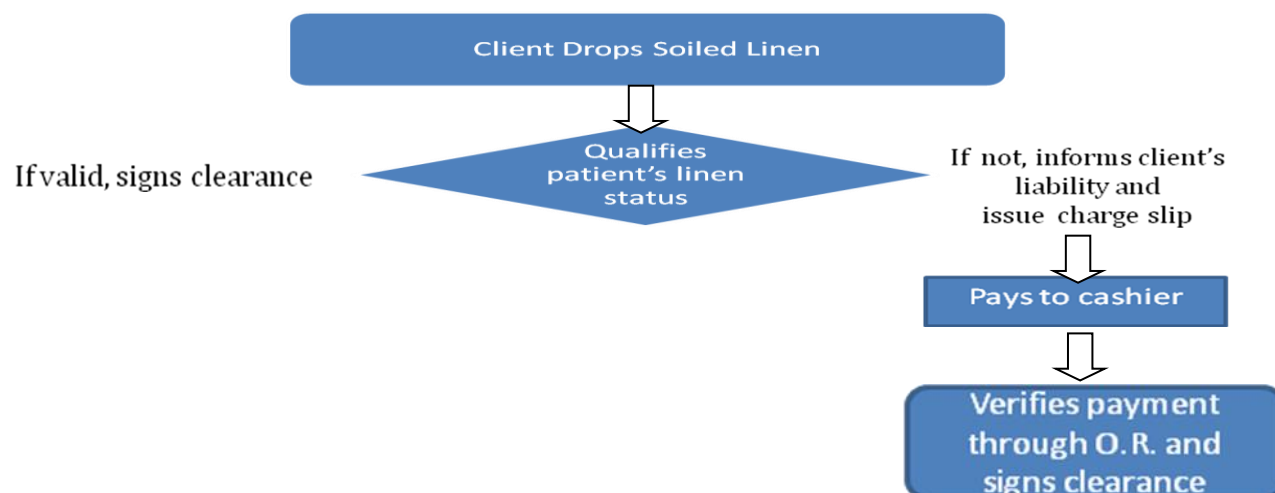 Client Drops Soiled Linen
Qualifies
patient's linen
status
If valid, signs clearance
If not, informs client's
liability and
issue charge slip
Pays to cashier
Verifies payment
through O.R. and
signs clearance